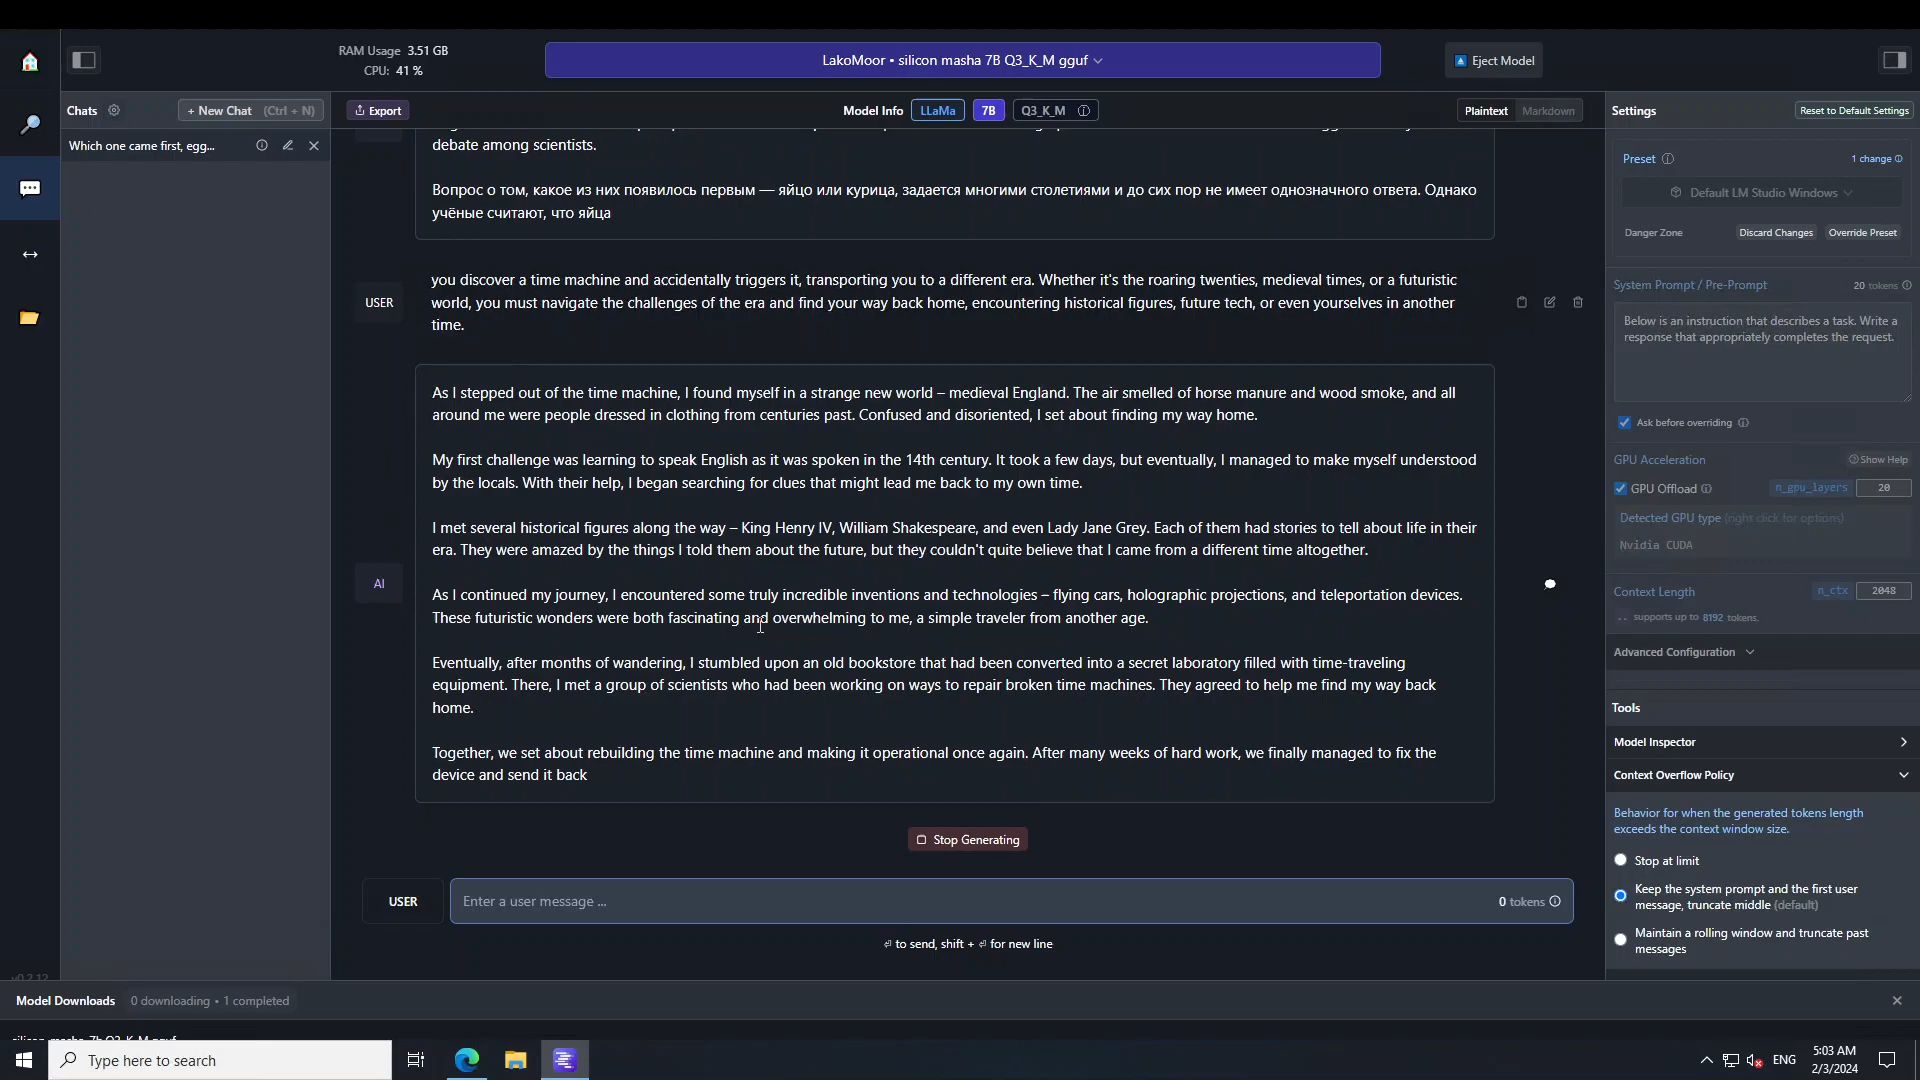 RAM Usage 3.51 GB
CPU: 41 %
LakoMoor • silicon masha 7B Q3_K_M gguf
Eject Model
Chats
+ New Chat (Ctrl + N)
Export
Model Info LLaMa 7B Q3_K_M
Plaintext Markdown
Settings
Reset to Default Settings
Which one came first, egg...
debate among scientists.
Вопрос о том, какое из них появилось первым — яйцо или курица, задается многими столетиями и до сих пор не имеет однозначного ответа. Однако
учёные считают, что яйца
USER
you discover a time machine and accidentally triggers it, transporting you to a different era. Whether it's the roaring twenties, medieval times, or a futuristic
world, you must navigate the challenges of the era and find your way back home, encountering historical figures, future tech, or even yourselves in another
time.
AI
As I stepped out of the time machine, I found myself in a strange new world – medieval England. The air smelled of horse manure and wood smoke, and all
around me were people dressed in clothing from centuries past. Confused and disoriented, I set about finding my way home.
My first challenge was learning to speak English as it was spoken in the 14th century. It took a few days, but eventually, I managed to make myself understood
by the locals. With their help, I began searching for clues that might lead me back to my own time.
I met several historical figures along the way – King Henry IV, William Shakespeare, and even Lady Jane Grey. Each of them had stories to tell about life in their
era. They were amazed by the things I told them about the future, but they couldn't quite believe that I came from a different time altogether.
As I continued my journey, I encountered some truly incredible inventions and technologies – flying cars, holographic projections, and teleportation devices.
These futuristic wonders were both fascinating and overwhelming to me, a simple traveler from another age.
Eventually, after months of wandering, I stumbled upon an old bookstore that had been converted into a secret laboratory filled with time-traveling
equipment. There, I met a group of scientists who had been working on ways to repair broken time machines. They agreed to help me find my way back
home.
Together, we set about rebuilding the time machine and making it operational once again. After many weeks of hard work, we finally managed to fix the
device and send it back
Stop Generating
USER
Enter a user message ...
0 tokens
⏎ to send, shift + ⏎ for new line
Preset
1 change
Default LM Studio Windows
Danger Zone Discard Changes Override Preset
System Prompt / Pre-Prompt 20 tokens
Below is an instruction that describes a task. Write a
response that appropriately completes the request.
Ask before overriding
GPU Acceleration Show Help
GPU Offload n_gpu_layers 20
Detected GPU type (right click for options)
Nvidia CUDA
Context Length n_ctx 2048
supports up to 8192 tokens.
Advanced Configuration
Tools
Model Inspector
Context Overflow Policy
Behavior for when the generated tokens length
exceeds the context window size.
Stop at limit
Keep the system prompt and the first user
message, truncate middle (default)
Maintain a rolling window and truncate past
messages
Model Downloads 0 downloading • 1 completed
Type here to search
ENG
5:03 AM
2/3/2024